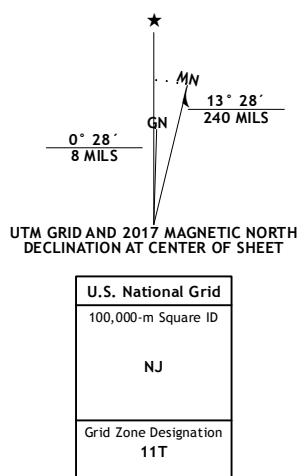 ★
MN
GN
13° 28´
240 MILS
0° 28´
8 MILS
UTM GRID AND 2017 MAGNETIC NORTH
DECLINATION AT CENTER OF SHEET
U.S. National Grid
100,000-m Square ID
NJ
Grid Zone Designation
11T